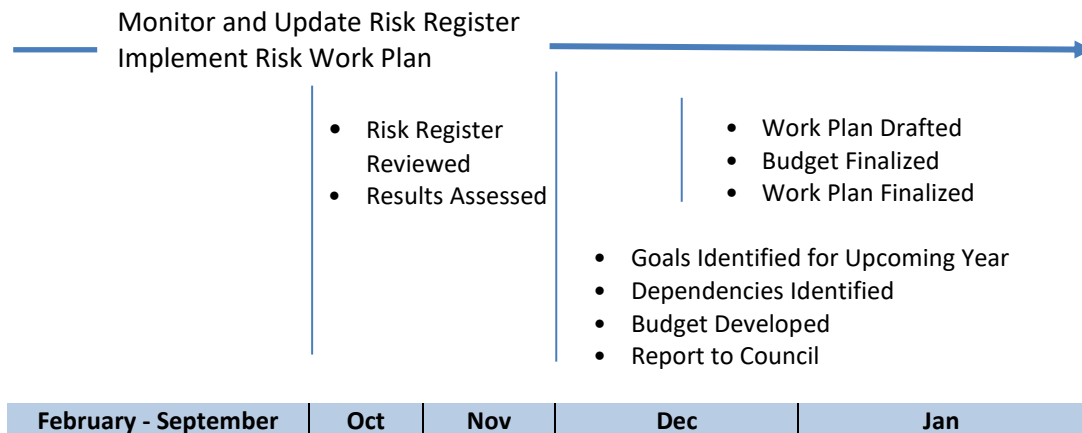 Monitor and Update Risk Register
Implement Risk Work Plan
• Risk Register
Reviewed
• Results Assessed
• Work Plan Drafted
• Budget Finalized
• Work Plan Finalized
• Goals Identified for Upcoming Year
• Dependencies Identified
• Budget Developed
• Report to Council
February - September Oct Nov Dec Jan